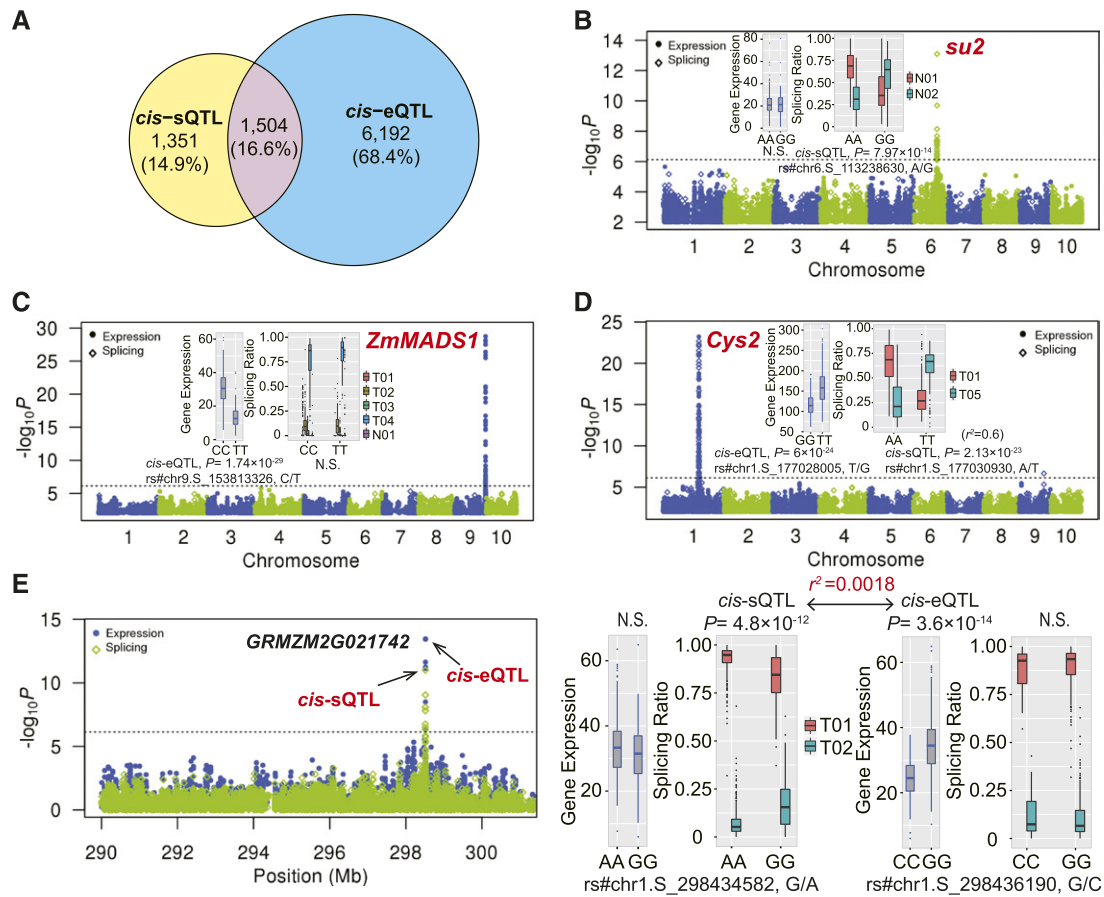 A
cis−sQTL
1,351
(14.9%)
1,504
(16.6%)
cis−eQTL
6,192
(68.4%)
B
-log10P
14
12
10
8
6
4
2
Expression
Splicing
Gene Expression
80
60
40
20
0
AA GG
N.S.
Splicing Ratio
1.00
0.75
0.50
0.25
0
AA
GG
N01
N02
su2
cis-sQTL, P= 7.97×10-14
rs#chr6.S_113238630, A/G
1 2 3 4 5 6 7 8 9 10
Chromosome
C
-log10P
30
25
20
15
10
5
Expression
Splicing
Gene Expression
60
40
20
0
CC TT
Splicing Ratio
1.00
0.75
0.50
0.25
0
CC
TT
N.S.
T01
T02
T03
T04
N01
ZmMADS1
cis-eQTL, P= 1.74×10-29
rs#chr9.S_153813326, C/T
1 2 3 4 5 6 7 8 9 10
Chromosome
D
-log10P
25
20
15
10
5
Cys2
Gene Expression
300
250
200
150
100
50
GG TT
Splicing Ratio
1.00
0.75
0.50
0.25
0
AA
TT
T01
T05
Expression
Splicing
(r2=0.6)
cis-eQTL, P= 6×10-24
rs#chr1.S_177028005, T/G
cis-sQTL, P= 2.13×10-23
rs#chr1.S_177030930, A/T
1 2 3 4 5 6 7 8 9 10
Chromosome
E
-log10P
15
10
5
0
Expression
Splicing
GRMZM2G021742
cis-eQTL
cis-sQTL
290 292 294 296 298 300
Position (Mb)
r2=0.0018
N.S.
cis-sQTL
P= 4.8×10-12
Gene Expression
60
40
20
AA GG
Splicing Ratio
1.00
0.75
0.50
0.25
0
AA
GG
T01
T02
rs#chr1.S_298434582, G/A
cis-eQTL
P= 3.6×10-14
N.S.
Gene Expression
60
40
20
CC GG
Splicing Ratio
1.00
0.75
0.50
0.25
0
CC
GG
rs#chr1.S_298436190, G/C